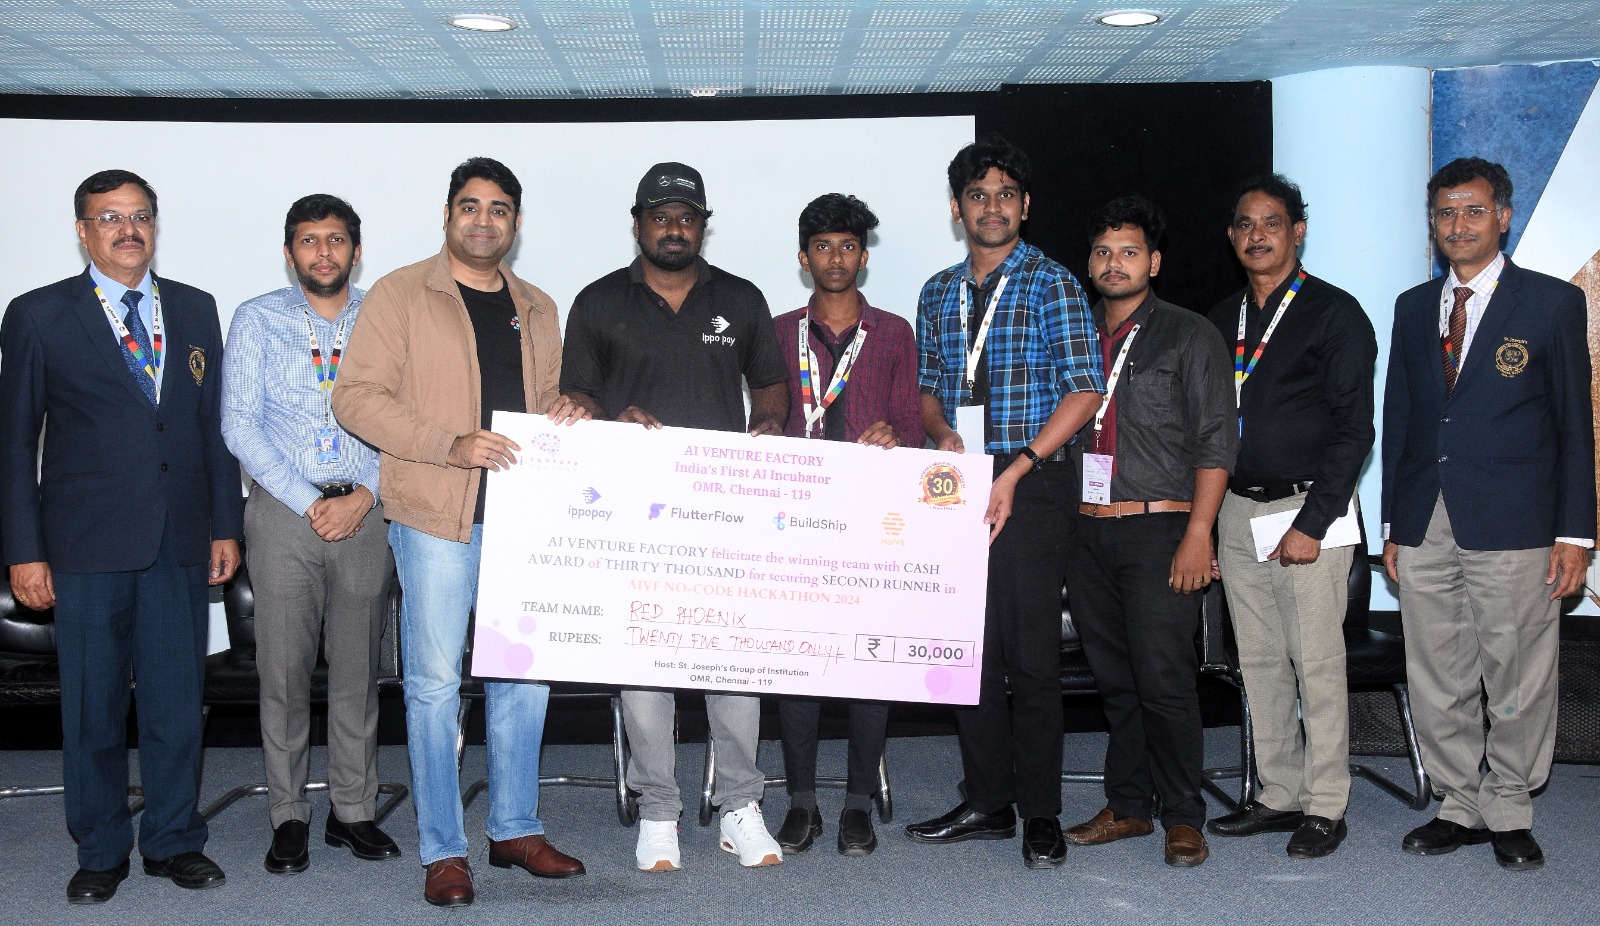 AI VENTURE FACTORY
India's First AI Incubator
OMR, Chennai - 119
30
ippopay
FlutterFlow
BuildShip
HaiVE
AI VENTURE FACTORY felicitate the winning team with CASH
AWARD of THIRTY THOUSAND for securing SECOND RUNNER in
AIVF NO-CODE HACKATHON 2024
TEAM NAME: RED PHOENIX
RUPEES: TWENTY FIVE THOUSAND ONLY ₹ 30,000
Host: St. Joseph's Group of Institution
OMR, Chennai - 119
ippo pay
St. Joseph's